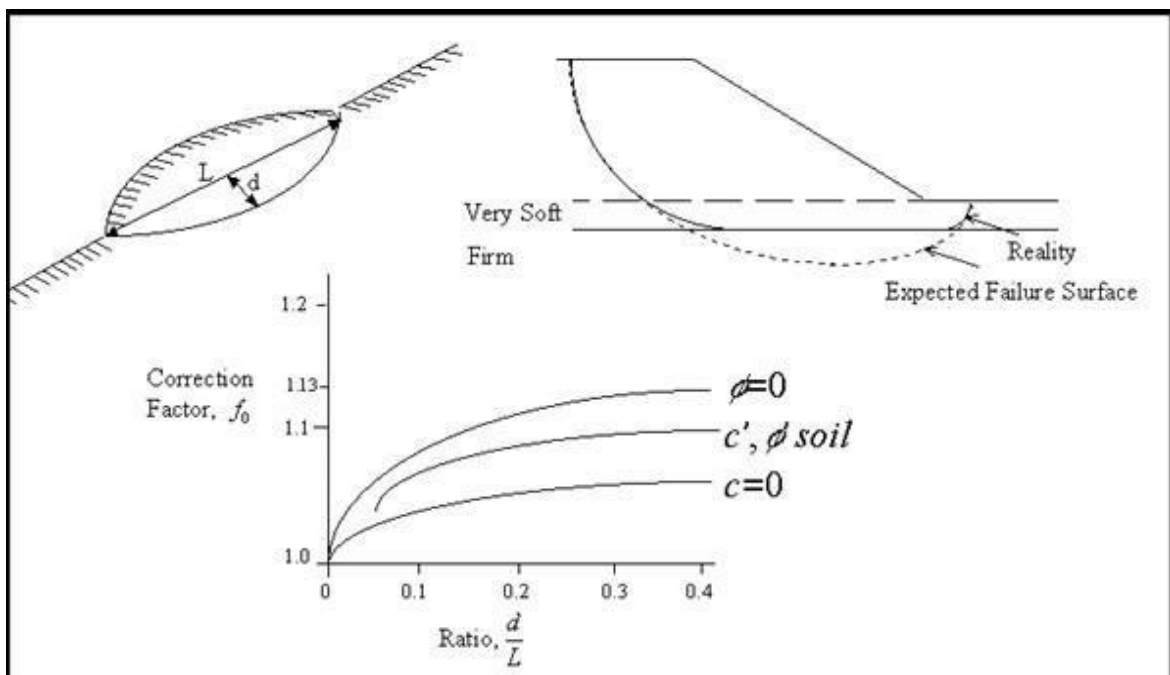 L
d
Very Soft
Firm
Reality
Expected Failure Surface
1.2
Correction
Factor, f₀
1.13
1.1
1.0
ϕ=0
c', ϕ' soil
c=0
0 0.1 0.2 0.3 0.4
Ratio, d/L